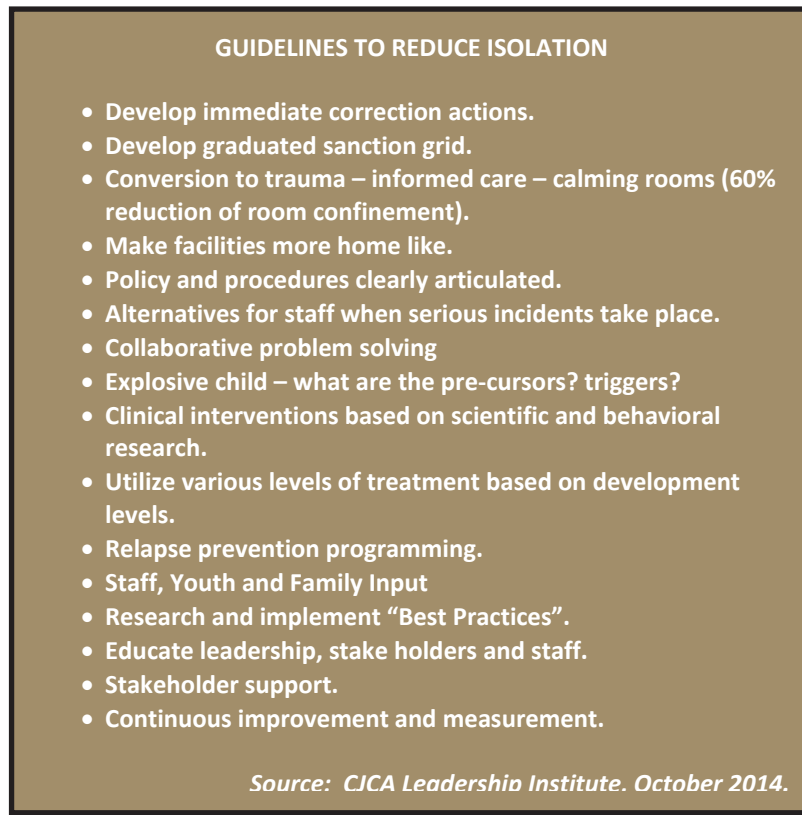 GUIDELINES TO REDUCE ISOLATION
• Develop immediate correction actions.
• Develop graduated sanction grid.
• Conversion to trauma – informed care – calming rooms (60%
reduction of room confinement).
• Make facilities more home like.
• Policy and procedures clearly articulated.
• Alternatives for staff when serious incidents take place.
• Collaborative problem solving
• Explosive child – what are the pre-cursors? triggers?
• Clinical interventions based on scientific and behavioral
research.
• Utilize various levels of treatment based on development
levels.
• Relapse prevention programming.
• Staff, Youth and Family Input
• Research and implement “Best Practices”.
• Educate leadership, stake holders and staff.
• Stakeholder support.
• Continuous improvement and measurement.
Source: CJCA Leadership Institute. October 2014.